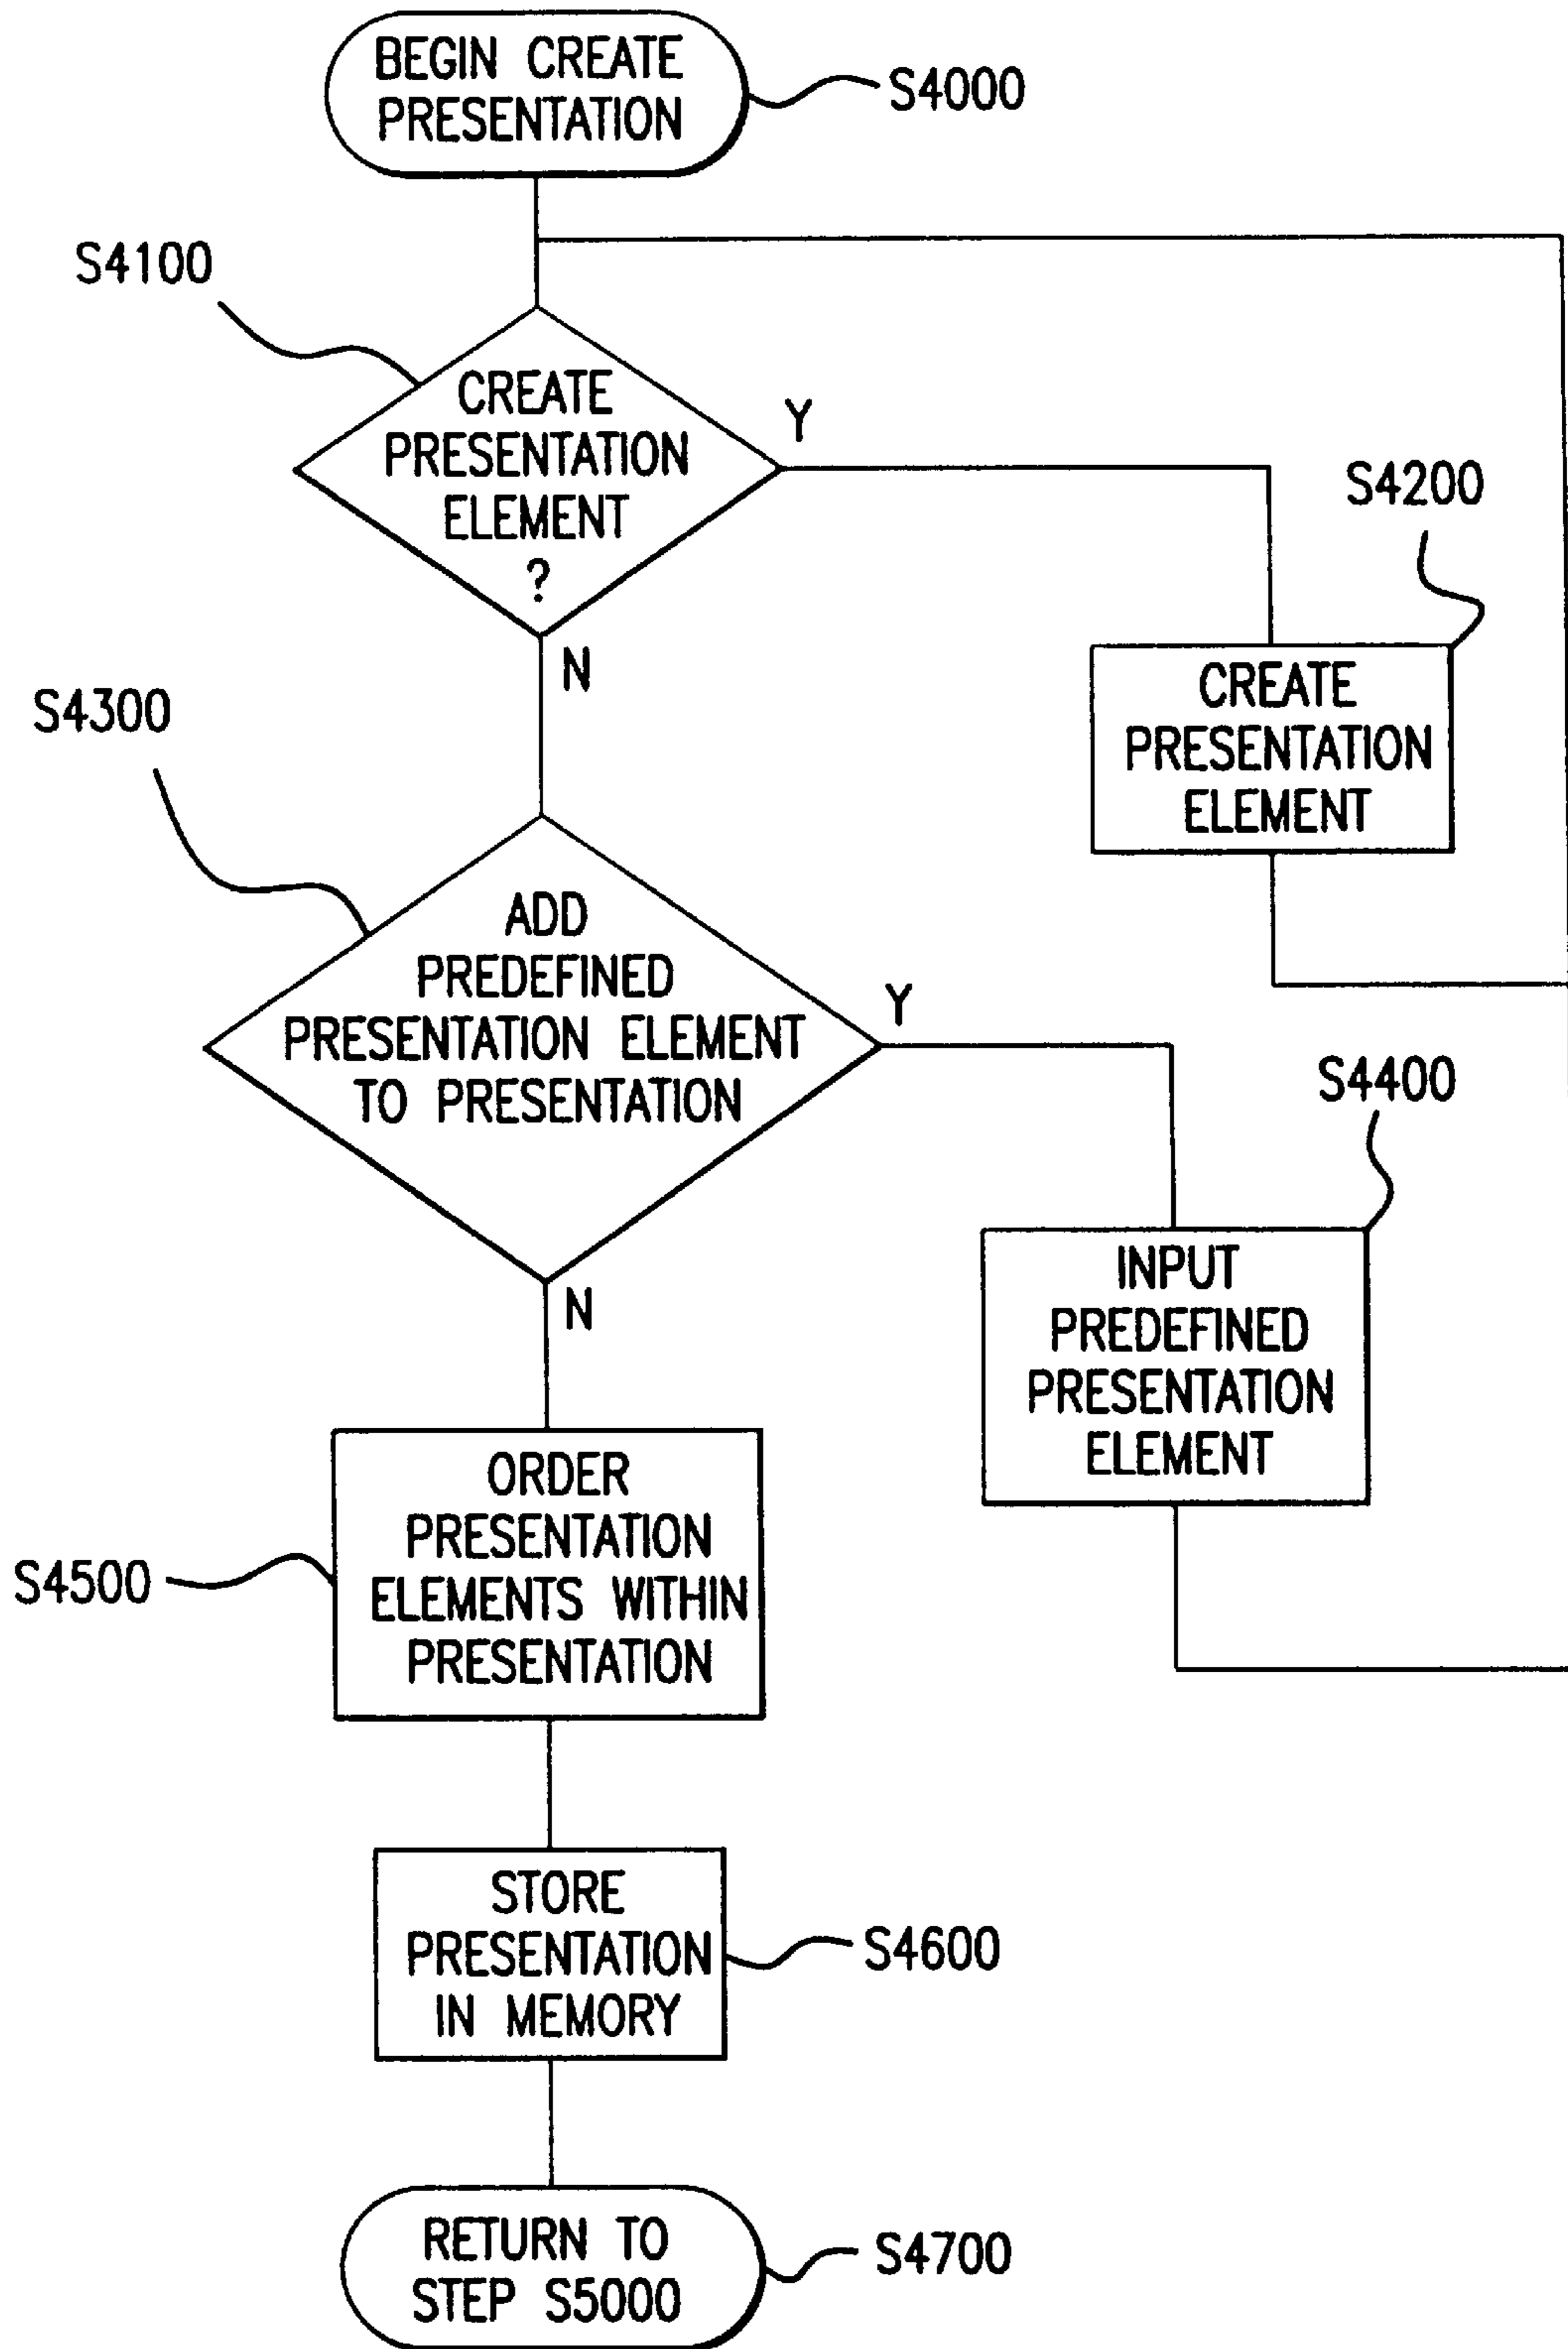 BEGIN CREATE
PRESENTATION
S4000
S4100
CREATE
PRESENTATION
ELEMENT
?
Y
N
S4200
CREATE
PRESENTATION
ELEMENT
S4300
ADD
PREDEFINED
PRESENTATION ELEMENT
TO PRESENTATION
Y
N
S4400
INPUT
PREDEFINED
PRESENTATION
ELEMENT
ORDER
PRESENTATION
ELEMENTS WITHIN
PRESENTATION
S4500
STORE
PRESENTATION
IN MEMORY
S4600
RETURN TO
STEP S5000
S4700